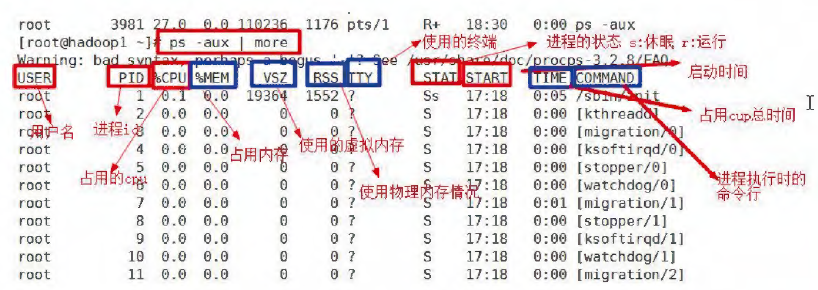 root 3981 27.0 0.0 110236 1176 pts/1 R+ 18:30 0:00 ps -aux
[root@hadoop1 ~]# ps -aux | more
使用的终端
进程的状态 s:休眠 r:运行
Warning: bad syntax, perhaps a bogus '-'? See /usr/share/doc/procps-3.2.8/FAQ
启动时间
USER PID %CPU %MEM VSZ RSS TTY STAT START TIME COMMAND
root 1 0.1 0.0 19364 1552 ? Ss 17:18 0:05 /sbin/init
占用cup总时间
root 2 0.0 0.0 0 0 ? S 17:18 0:00 [kthreadd]
用户名
进程id
root 3 0.0 0.0 0 0 ? S 17:18 0:00 [migration/0]
占用内存
使用的虚拟内存
root 4 0.0 0.0 0 0 ? S 17:18 0:00 [ksoftirqd/0]
root 5 0.0 0.0 0 0 ? S 17:18 0:00 [stopper/0]
占用的cpu
进程执行时的
命令行
root 6 0.0 0.0 0 0 ? S 17:18 0:00 [watchdog/0]
使用物理内存情况
root 7 0.0 0.0 0 0 ? S 17:18 0:01 [migration/1]
root 8 0.0 0.0 0 0 ? S 17:18 0:00 [stopper/1]
root 9 0.0 0.0 0 0 ? S 17:18 0:00 [ksoftirqd/1]
root 10 0.0 0.0 0 0 ? S 17:18 0:00 [watchdog/1]
root 11 0.0 0.0 0 0 ? S 17:18 0:00 [migration/2]